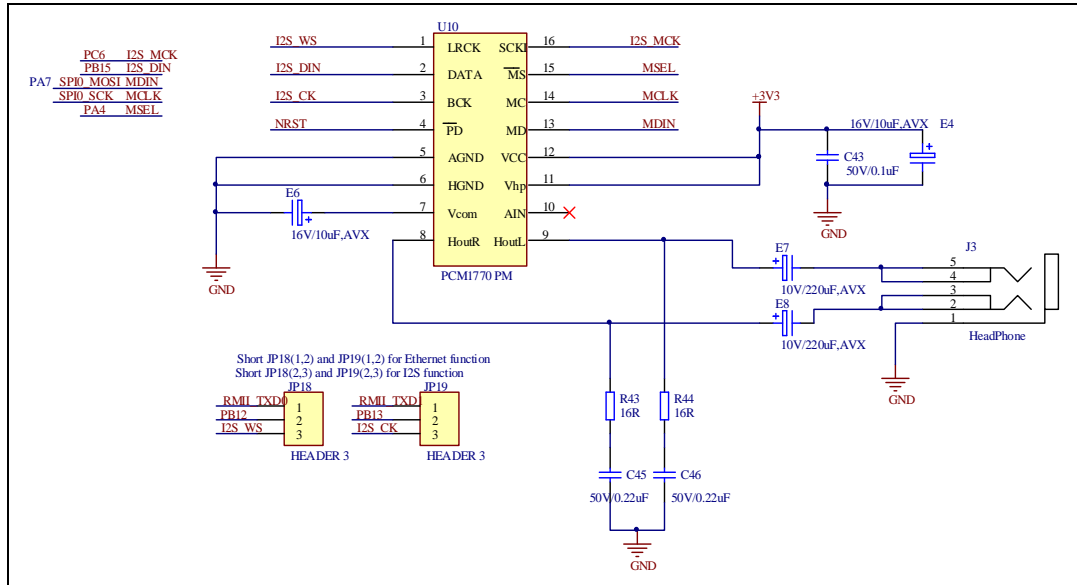 U10
PC6 I2S_MCK
PB15 I2S_DIN
PA7 SPI0_MOSI MDIN
SPI0_SCK MCLK
PA4 MSEL
I2S_WS 1 LRCK SCKI 16 I2S_MCK
I2S_DIN 2 DATA MS 15 MSEL
I2S_CK 3 BCK MC 14 MCLK
NRST 4 PD MD 13 MDIN
5 AGND VCC 12
6 HGND Vhp 11
7 Vcom AIN 10
8 HoutR HoutL 9
PCM1770 PM
E6
16V/10uF,AVX
GND
+3V3
16V/10uF,AVX E4
C43
50V/0.1uF
GND
E7
10V/220uF,AVX
E8
10V/220uF,AVX
J3
5
4
3
2
1
HeadPhone
GND
Short JP18(1,2) and JP19(1,2) for Ethernet function
Short JP18(2,3) and JP19(2,3) for I2S function
JP18 JP19
RMII_TXD0 1 RMII_TXD1 1
PB12 2 PB13 2
I2S_WS 3 I2S_CK 3
HEADER 3 HEADER 3
R43 R44
16R 16R
C45 C46
50V/0.22uF 50V/0.22uF
GND